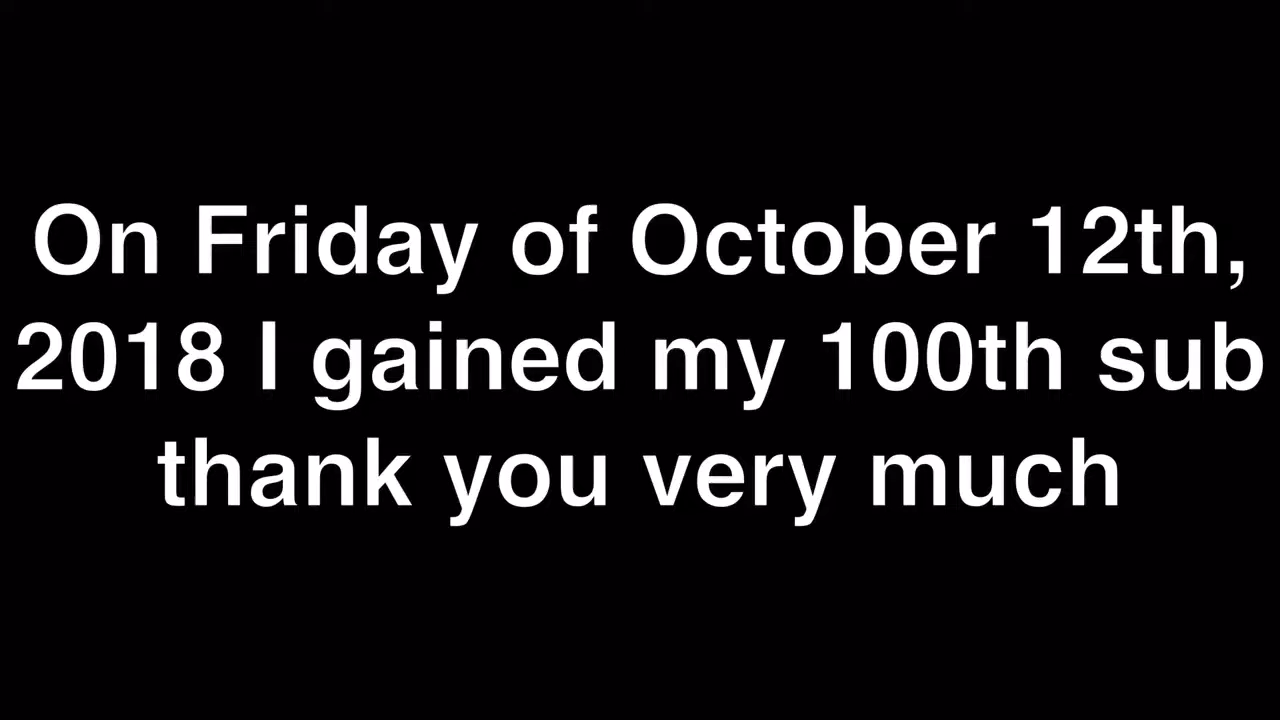 On Friday of October 12th,
2018 I gained my 100th sub
thank you very much